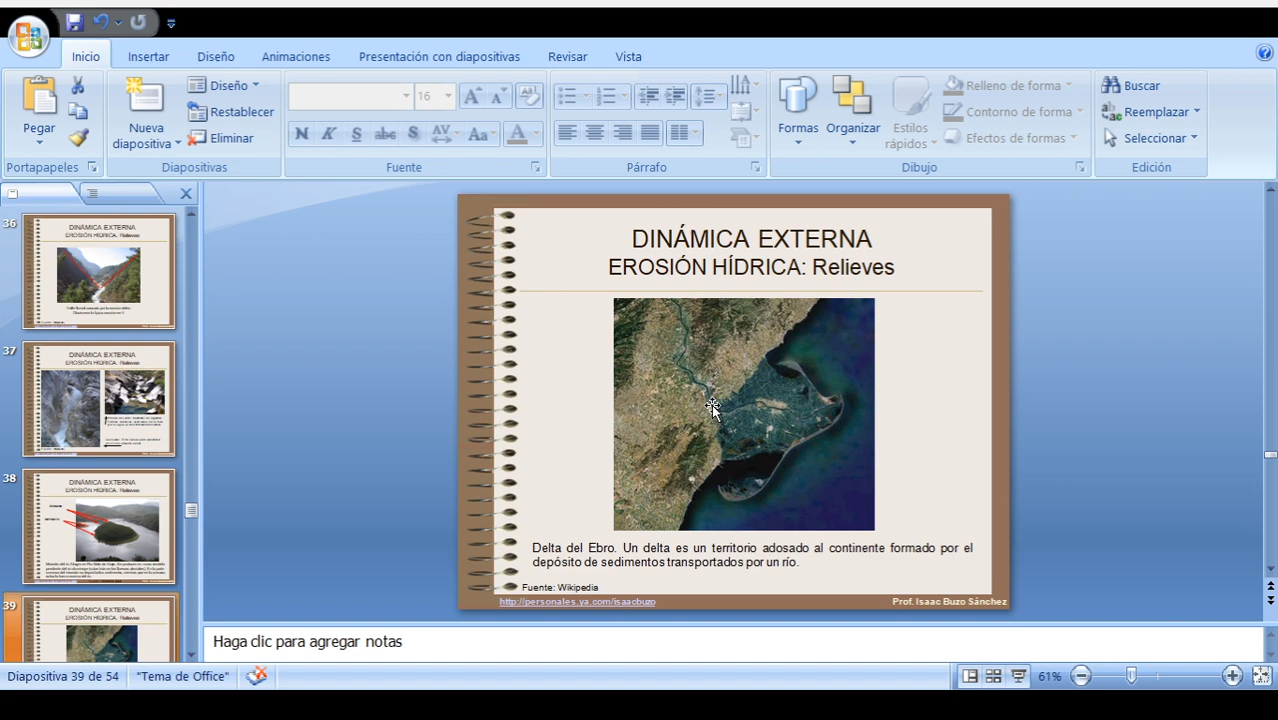 Inicio Insertar Diseño Animaciones Presentación con diapositivas Revisar Vista
Pegar
Portapapeles
Nueva
diapositiva
Diseño
Restablecer
Eliminar
Diapositivas
16
N K S abc S AV Aa A
Fuente
Párrafo
Formas
Organizar
Estilos
rápidos
Relleno de forma
Contorno de forma
Efectos de formas
Dibujo
Buscar
Reemplazar
Seleccionar
Edición
36
DINÁMICA EXTERNA
EROSIÓN HÍDRICA: Relieves
37
DINÁMICA EXTERNA
EROSIÓN HÍDRICA: Relieves
38
DINÁMICA EXTERNA
EROSIÓN HÍDRICA: Relieves
39
DINÁMICA EXTERNA
EROSIÓN HÍDRICA: Relieves
DINÁMICA EXTERNA
EROSIÓN HÍDRICA: Relieves
Delta del Ebro. Un delta es un territorio adosado al continente formado por el
depósito de sedimentos transportados por un río.
Fuente: Wikipedia
http://personales.ya.com/isaacbuzo Prof. Isaac Buzo Sánchez
Haga clic para agregar notas
Diapositiva 39 de 54 "Tema de Office" 61%